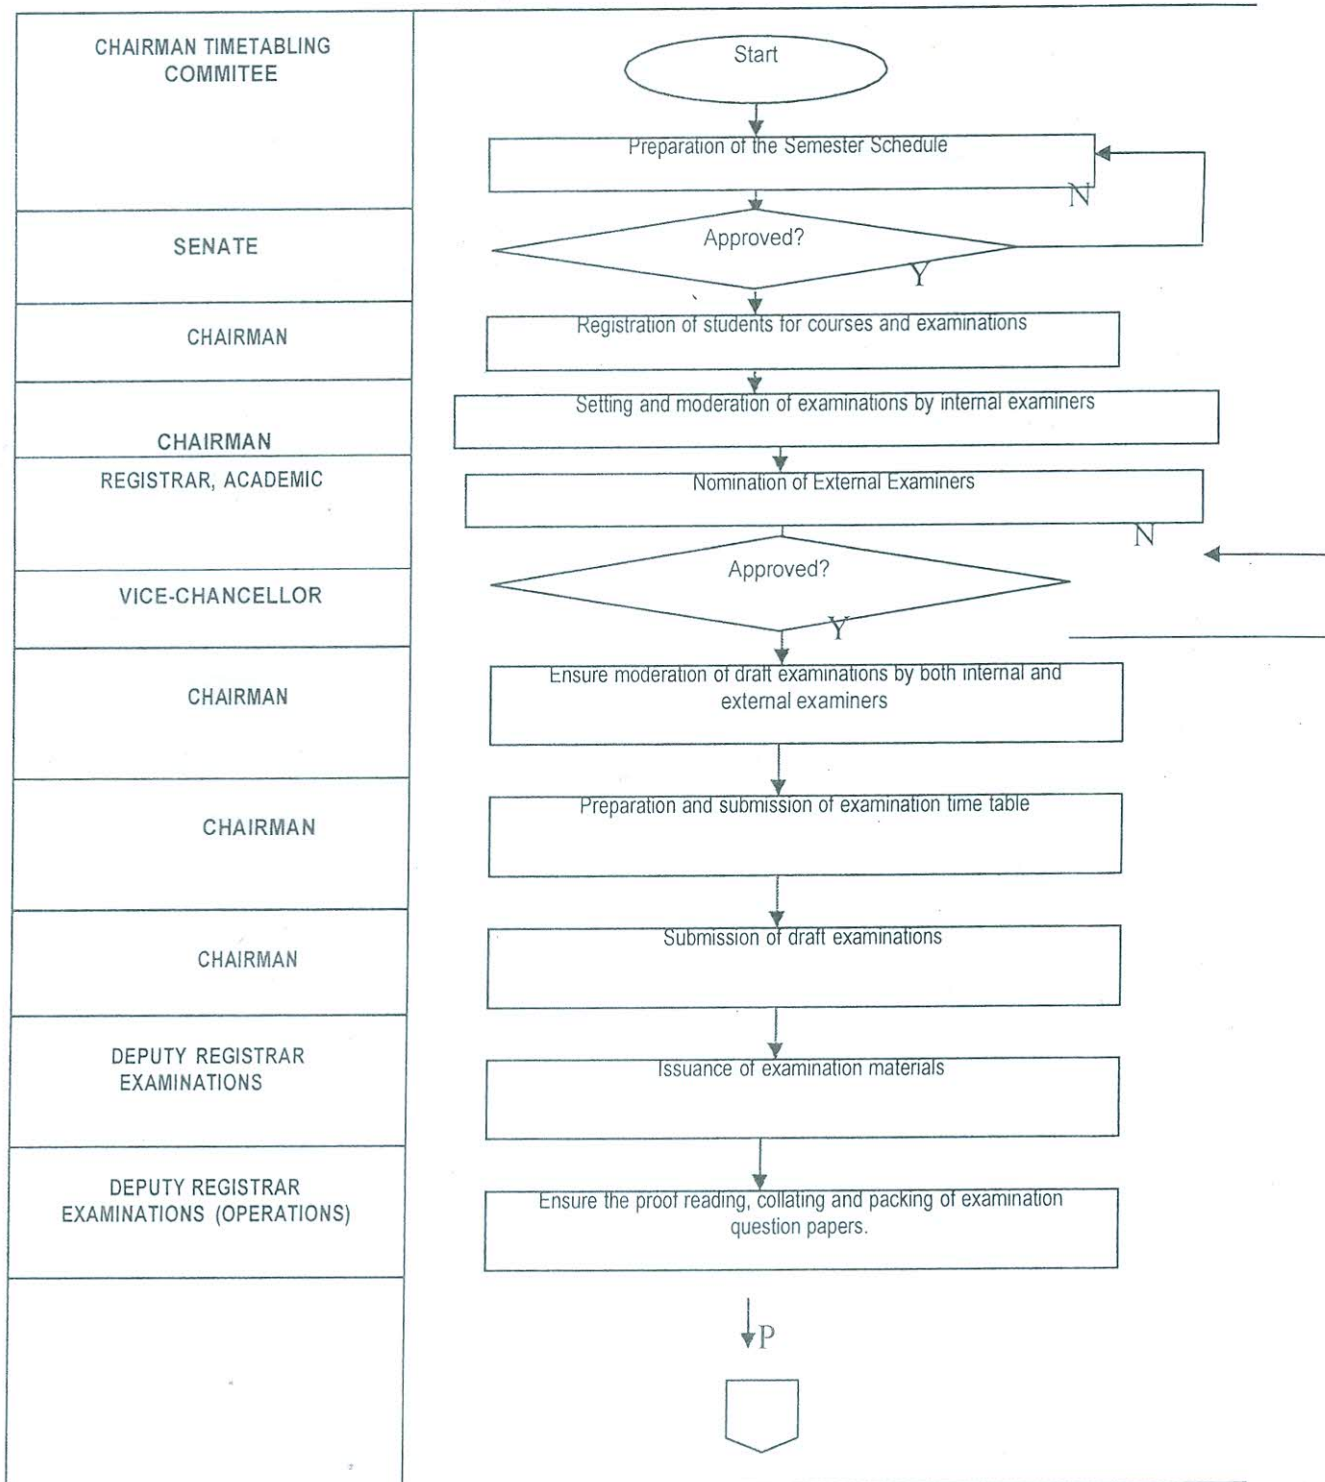 CHAIRMAN TIMETABLING
COMMITEE
Start
Preparation of the Semester Schedule
N
SENATE
Approved?
Y
CHAIRMAN
Registration of students for courses and examinations
CHAIRMAN
Setting and moderation of examinations by internal examiners
REGISTRAR, ACADEMIC
Nomination of External Examiners
N
VICE-CHANCELLOR
Approved?
Y
CHAIRMAN
Ensure moderation of draft examinations by both internal and
external examiners
CHAIRMAN
Preparation and submission of examination time table
CHAIRMAN
Submission of draft examinations
DEPUTY REGISTRAR
EXAMINATIONS
Issuance of examination materials
DEPUTY REGISTRAR
EXAMINATIONS (OPERATIONS)
Ensure the proof reading, collating and packing of examination
question papers.
P